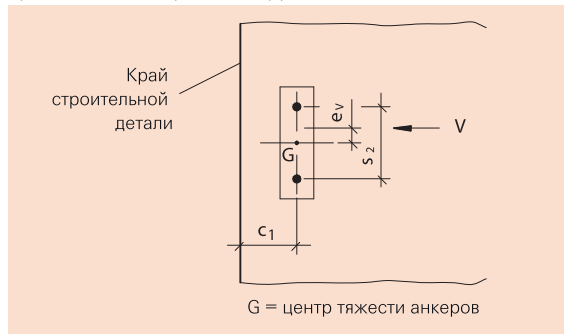 Край
строительной
детали
G
e v
s 2
V
c 1
G = центр тяжести анкеров